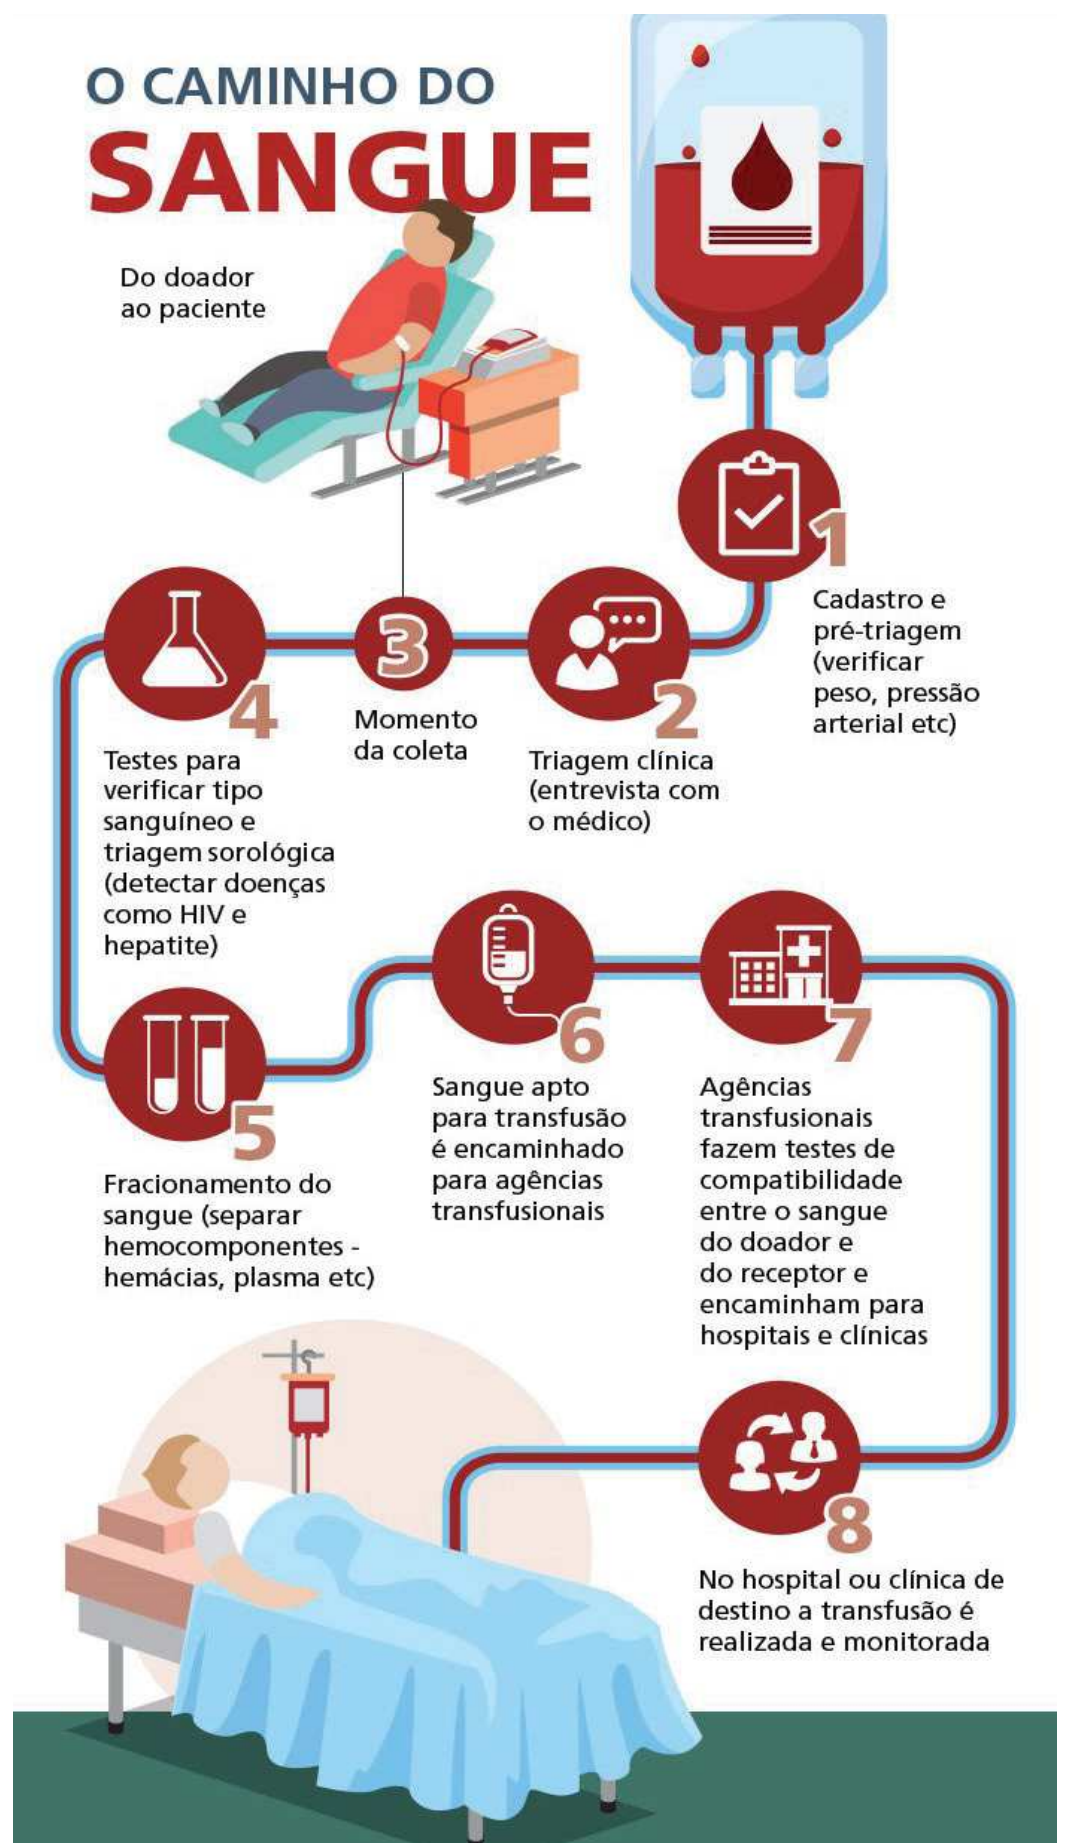 O CAMINHO DO
SANGUE
Do doador
ao paciente
1
Cadastro e
pré-triagem
(verificar
peso, pressão
arterial etc)
2
Triagem clínica
(entrevista com
o médico)
3
Momento
da coleta
4
Testes para
verificar tipo
sanguíneo e
triagem sorológica
(detectar doenças
como HIV e
hepatite)
5
Fracionamento do
sangue (separar
hemocomponentes -
hemácias, plasma etc)
6
Sangue apto
para transfusão
é encaminhado
para agências
transfusionais
7
Agências
transfusionais
fazem testes de
compatibilidade
entre o sangue
do doador e
do receptor e
encaminham para
hospitais e clínicas
8
No hospital ou clínica de
destino a transfusão é
realizada e monitorada